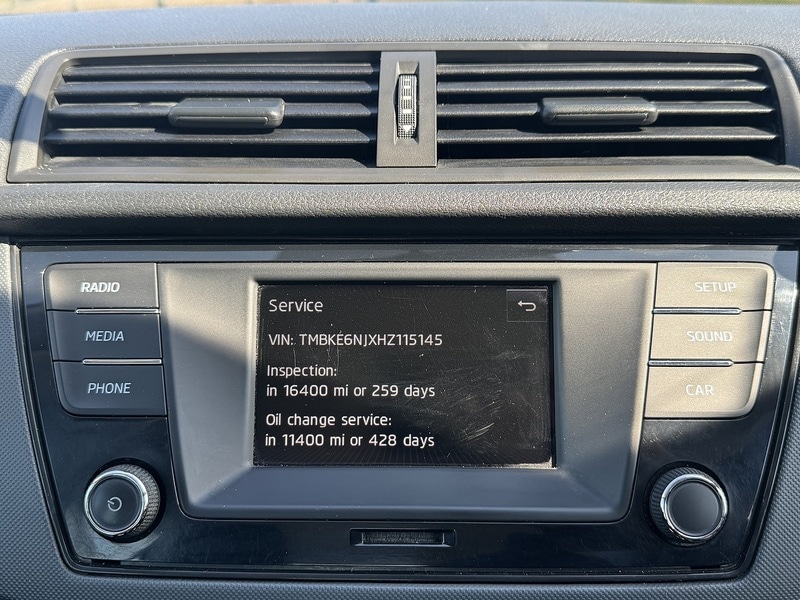 RADIO
MEDIA
PHONE
Service
VIN: TMBKE6NJXHZ115145
Inspection:
in 16400 mi or 259 days
Oil change service:
in 11400 mi or 428 days
SETUP
SOUND
CAR